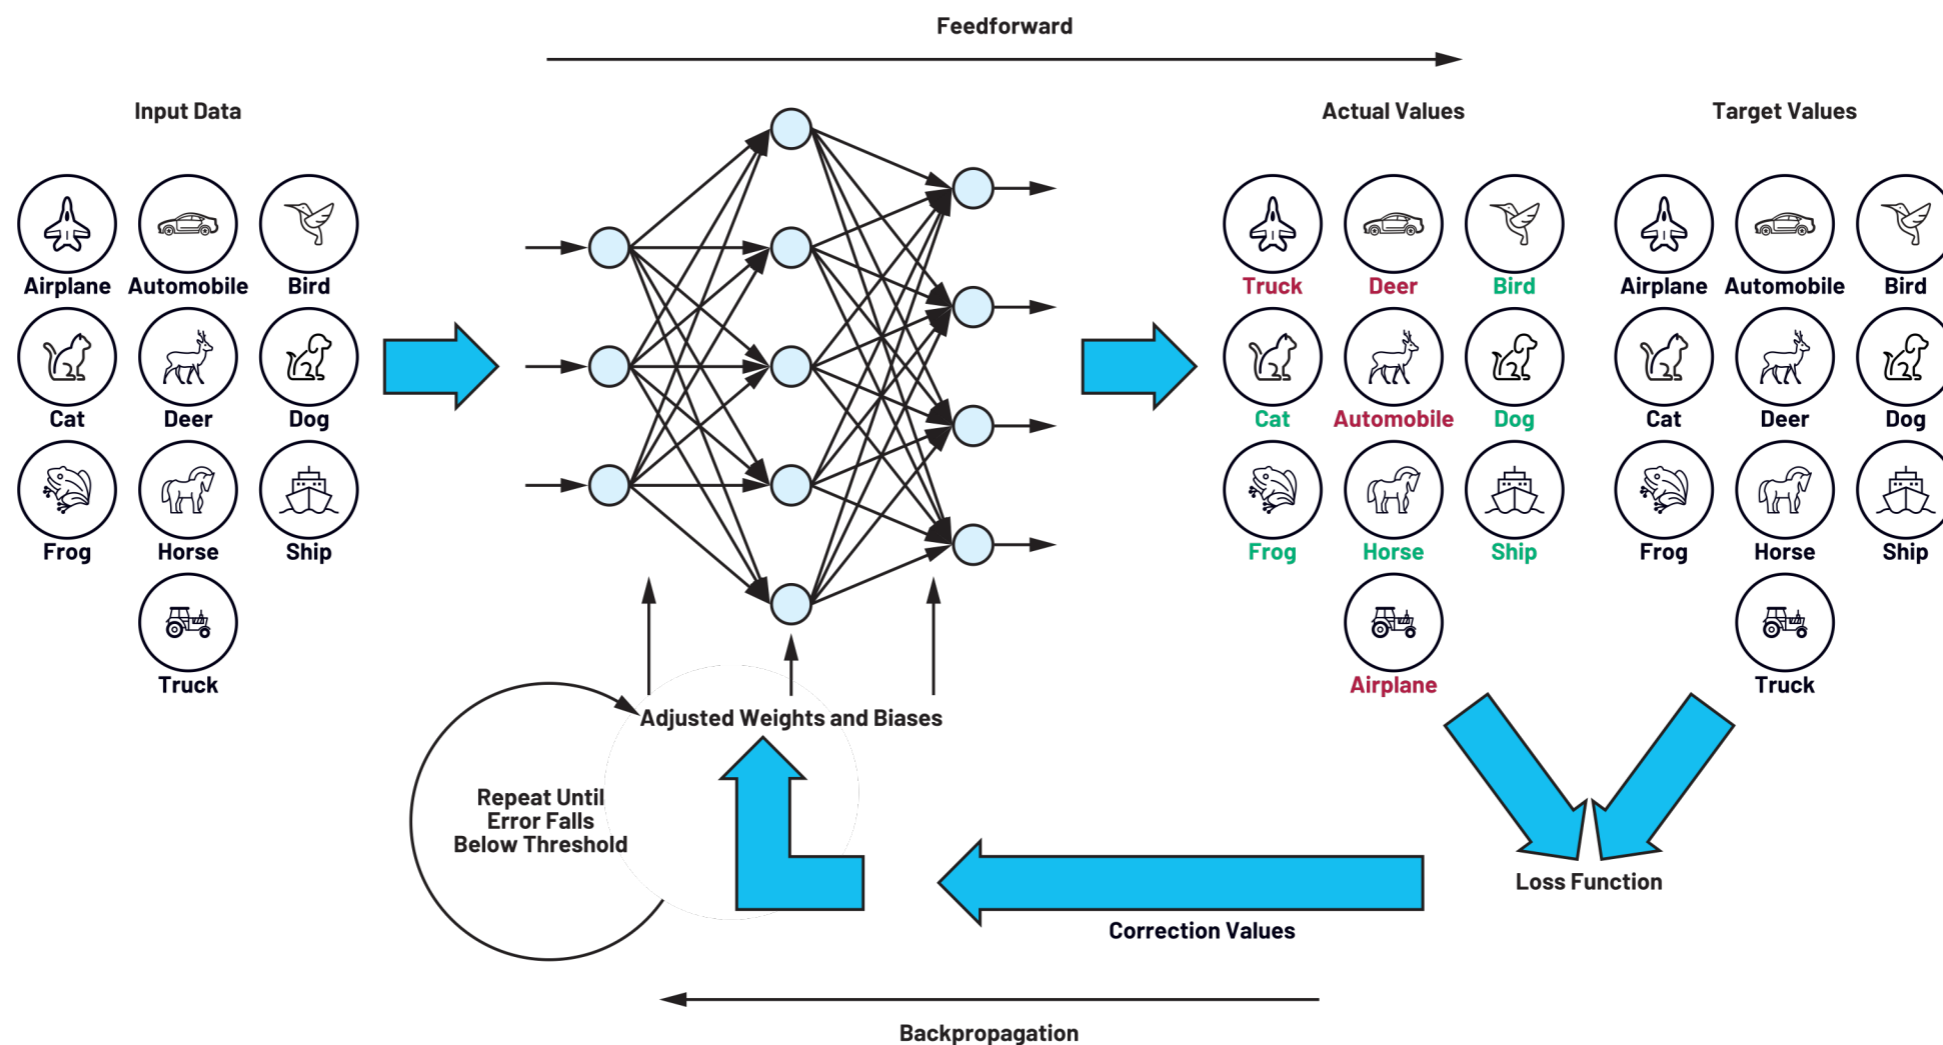 Feedforward
Input Data
Actual Values
Target Values
Airplane Automobile Bird
Truck Deer Bird
Airplane Automobile Bird
Cat Deer Dog
Cat Automobile Dog
Cat Deer Dog
Frog Horse Ship
Frog Horse Ship
Frog Horse Ship
Truck
Airplane
Truck
Adjusted Weights and Biases
Repeat Until
Error Falls
Below Threshold
Loss Function
Correction Values
Backpropagation